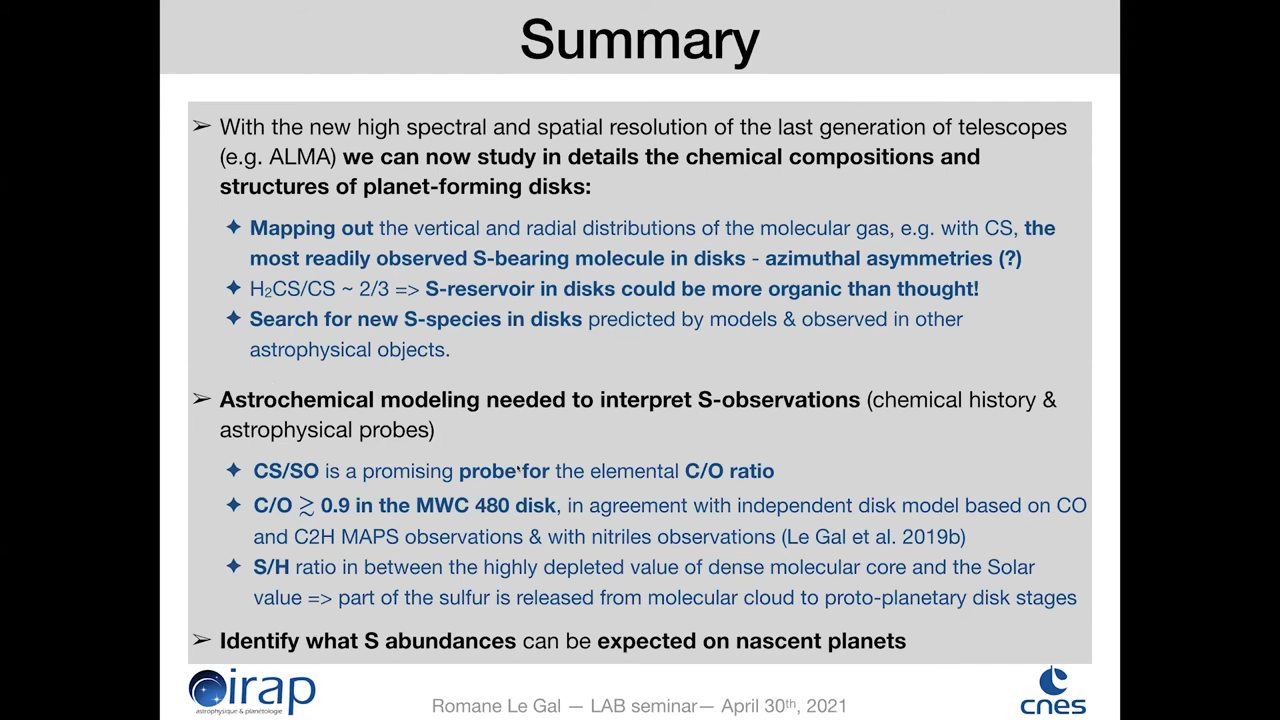 Summary
➢ With the new high spectral and spatial resolution of the last generation of telescopes
(e.g. ALMA) we can now study in details the chemical compositions and
structures of planet-forming disks:
✦ Mapping out the vertical and radial distributions of the molecular gas, e.g. with CS, the
most readily observed S-bearing molecule in disks - azimuthal asymmetries (?)
✦ H₂CS/CS ~ 2/3 => S-reservoir in disks could be more organic than thought!
✦ Search for new S-species in disks predicted by models & observed in other
astrophysical objects.
➢ Astrochemical modeling needed to interpret S-observations (chemical history &
astrophysical probes)
✦ CS/SO is a promising probe for the elemental C/O ratio
✦ C/O ≳ 0.9 in the MWC 480 disk, in agreement with independent disk model based on CO
and C2H MAPS observations & with nitriles observations (Le Gal et al. 2019b)
✦ S/H ratio in between the highly depleted value of dense molecular core and the Solar
value => part of the sulfur is released from molecular cloud to proto-planetary disk stages
➢ Identify what S abundances can be expected on nascent planets
irap
astrophysique & planétologie
Romane Le Gal — LAB seminar— April 30th, 2021
cnes